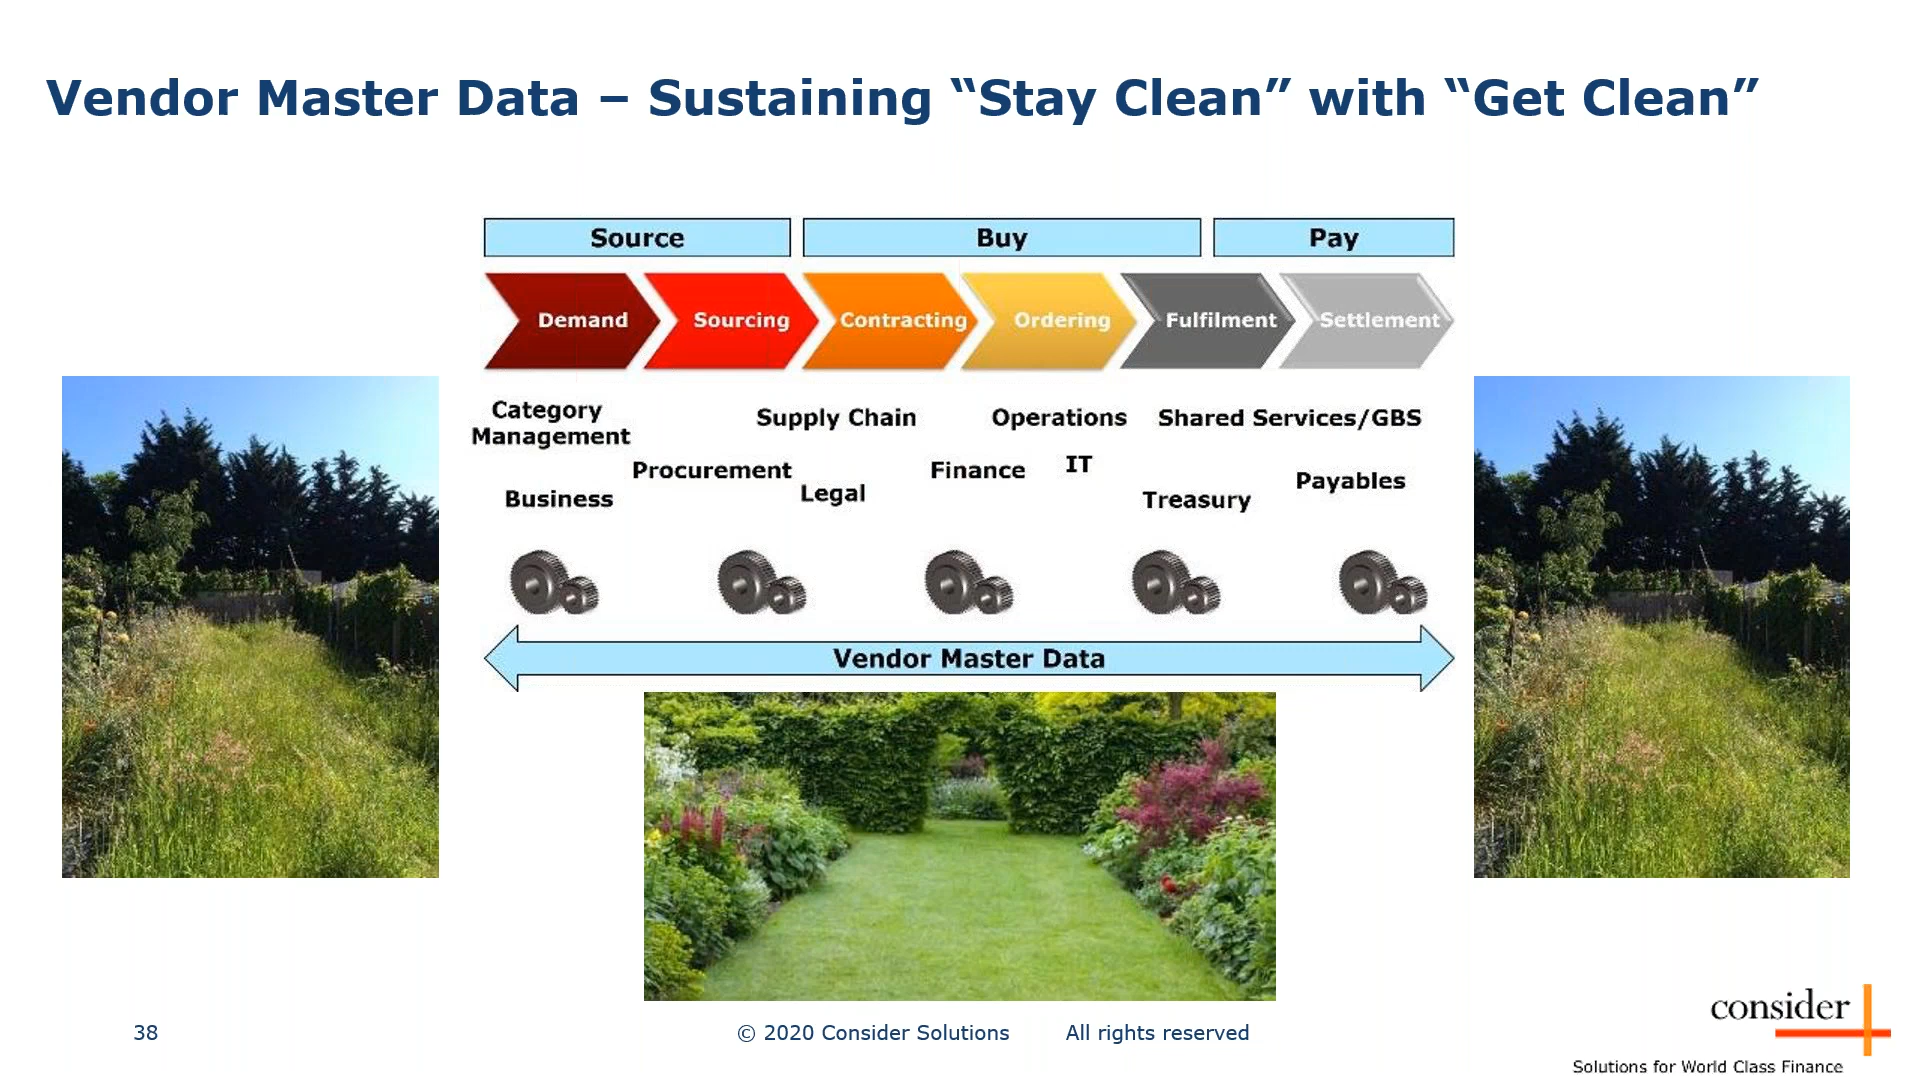 Vendor Master Data – Sustaining “Stay Clean” with “Get Clean”
Source
Buy
Pay
Demand
Sourcing
Contracting
Ordering
Fulfilment
Settlement
Category
Management
Supply Chain
Operations
Shared Services/GBS
Procurement
Finance
IT
Business
Legal
Treasury
Payables
Vendor Master Data
38
© 2020 Consider Solutions
All rights reserved
consider
Solutions for World Class Finance